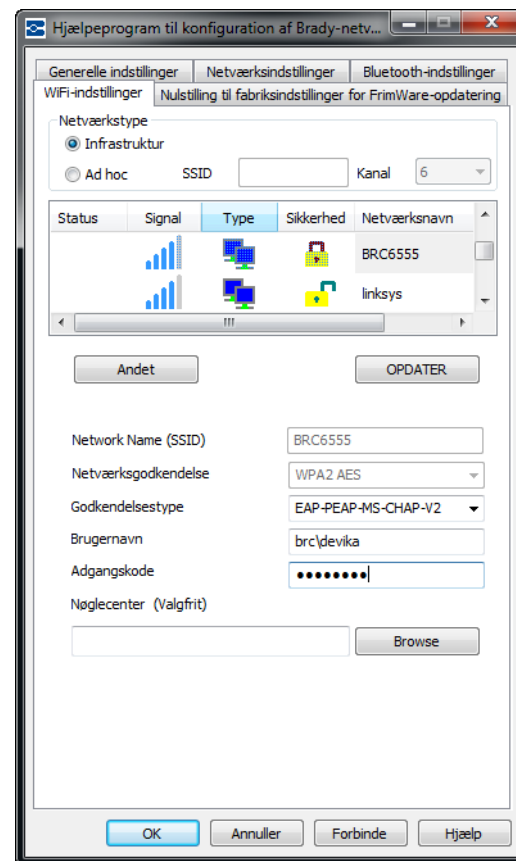 Hjælpeprogram til konfiguration af Brady-netv...
Generelle indstillinger Netværksindstillinger Bluetooth-indstillinger
WiFi-indstillinger Nulstilling til fabriksindstillinger for FrimWare-opdatering
Netværkstype
Infrastruktur
Ad hoc SSID Kanal 6
Status Signal Type Sikkerhed Netværksnavn
BRC6555
linksys
Andet OPDATER
Network Name (SSID) BRC6555
Netværksgodkendelse WPA2 AES
Godkendelsestype EAP-PEAP-MS-CHAP-V2
Brugernavn brc\devika
Adgangskode ••••••••
Nøglecenter (Valgfrit)
Browse
OK Annuller Forbinde Hjælp